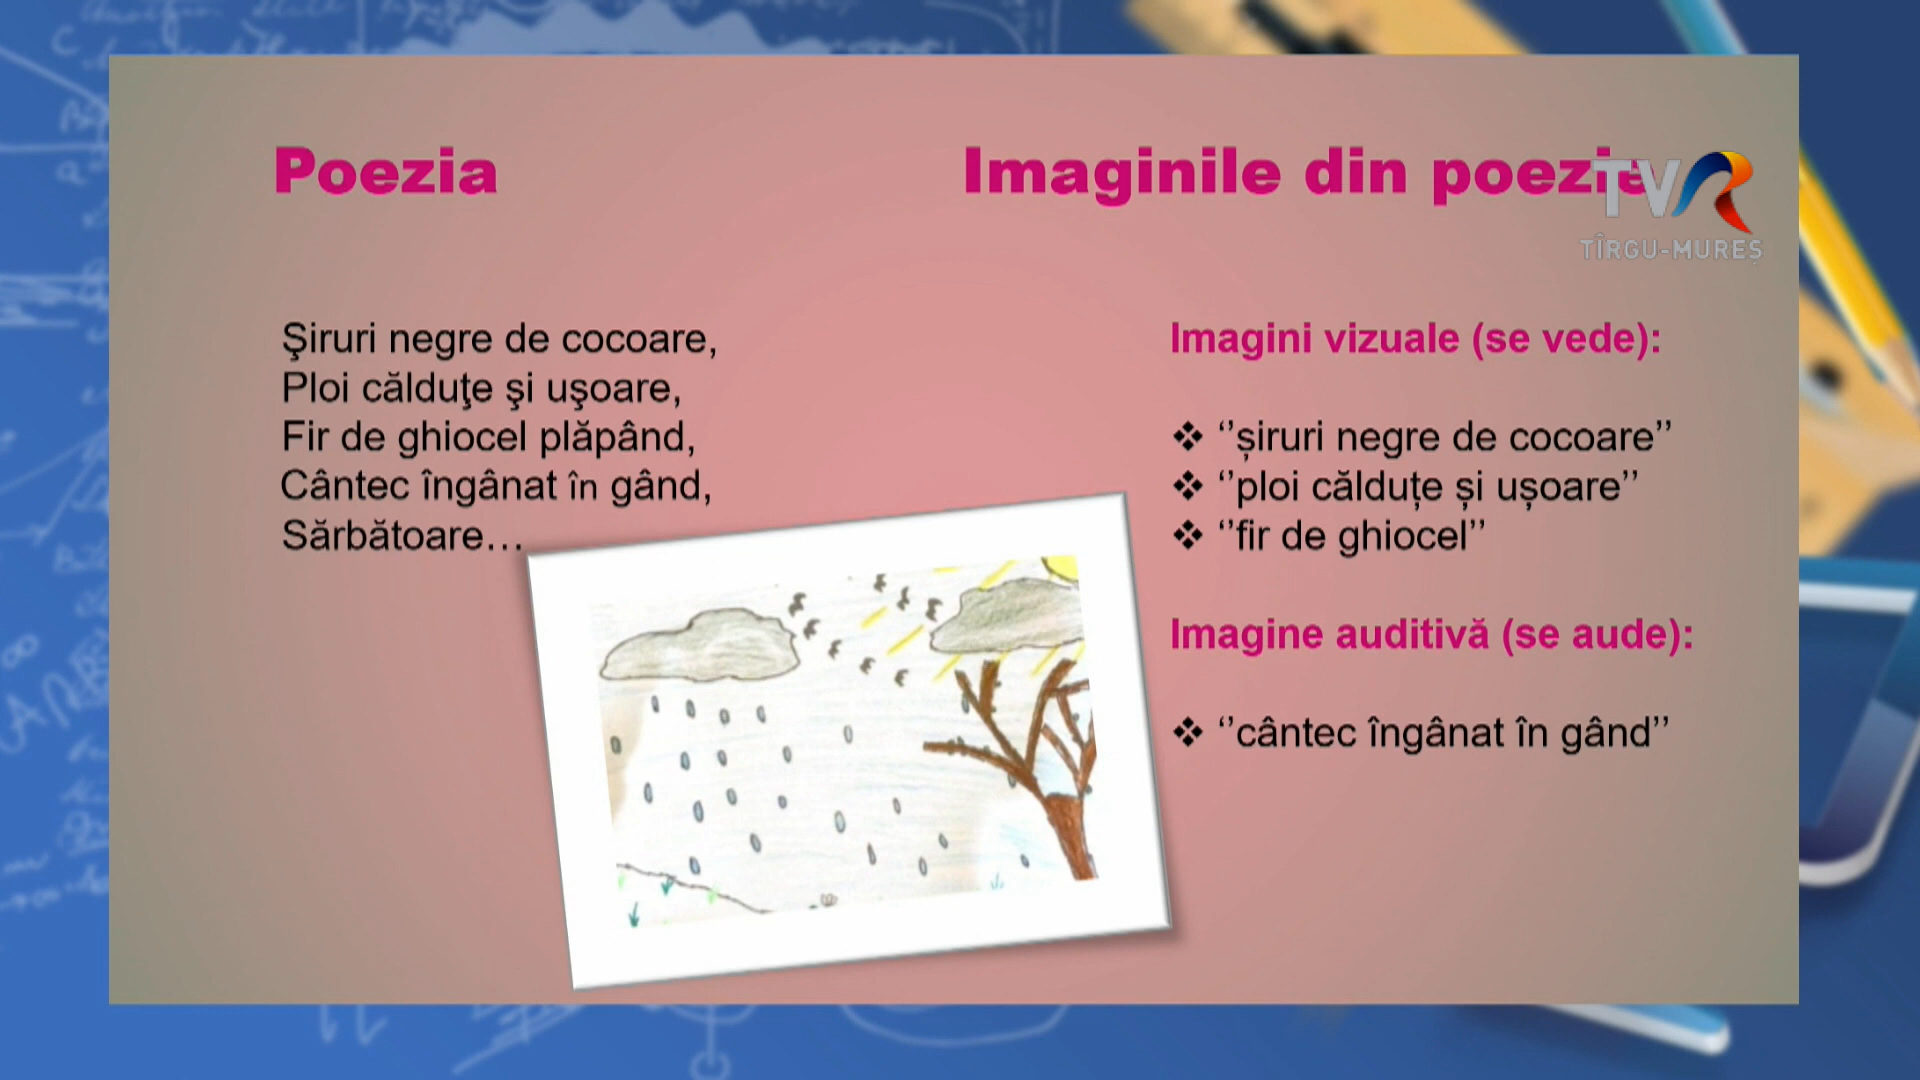 Poezia
Imaginile din poezie
TVR
TÎRGU-MUREȘ
Şiruri negre de cocoare,
Ploi călduţe şi uşoare,
Fir de ghiocel plăpând,
Cântec îngânat în gând,
Sărbătoare…
Imagini vizuale (se vede):
❖ ‘’șiruri negre de cocoare’’
❖ ‘’ploi călduțe și ușoare’’
❖ ‘’fir de ghiocel’’
Imagine auditivă (se aude):
❖ ‘’cântec îngânat în gând’’